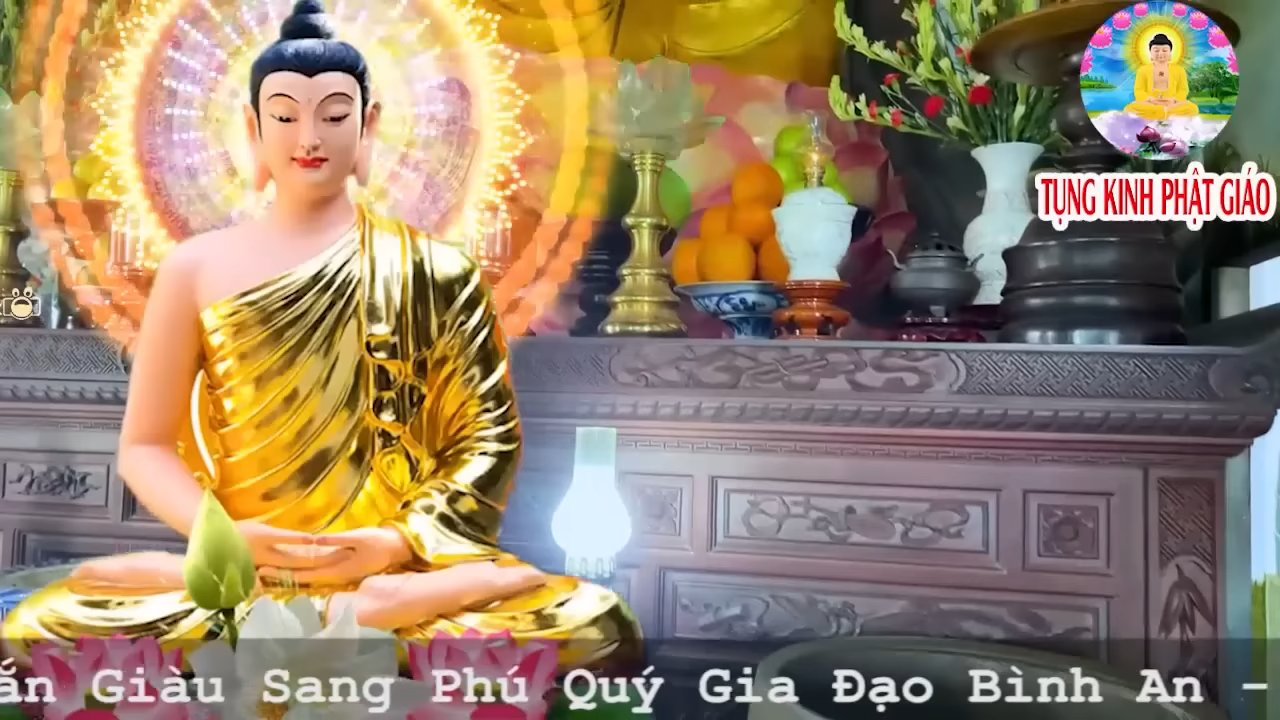 TỤNG KINH PHẬT GIÁO
Giàu Sang Phú Quý Gia Đạo Bình An –